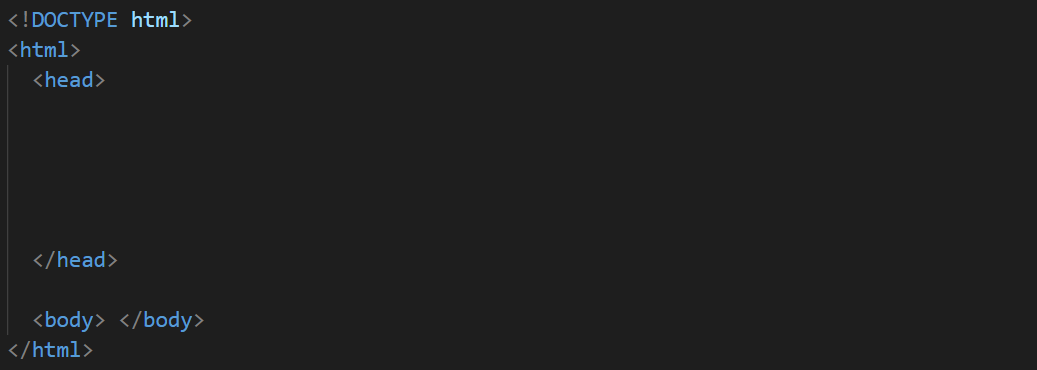 <!DOCTYPE html>
<html>
<head>
</head>
<body> </body>
</html>